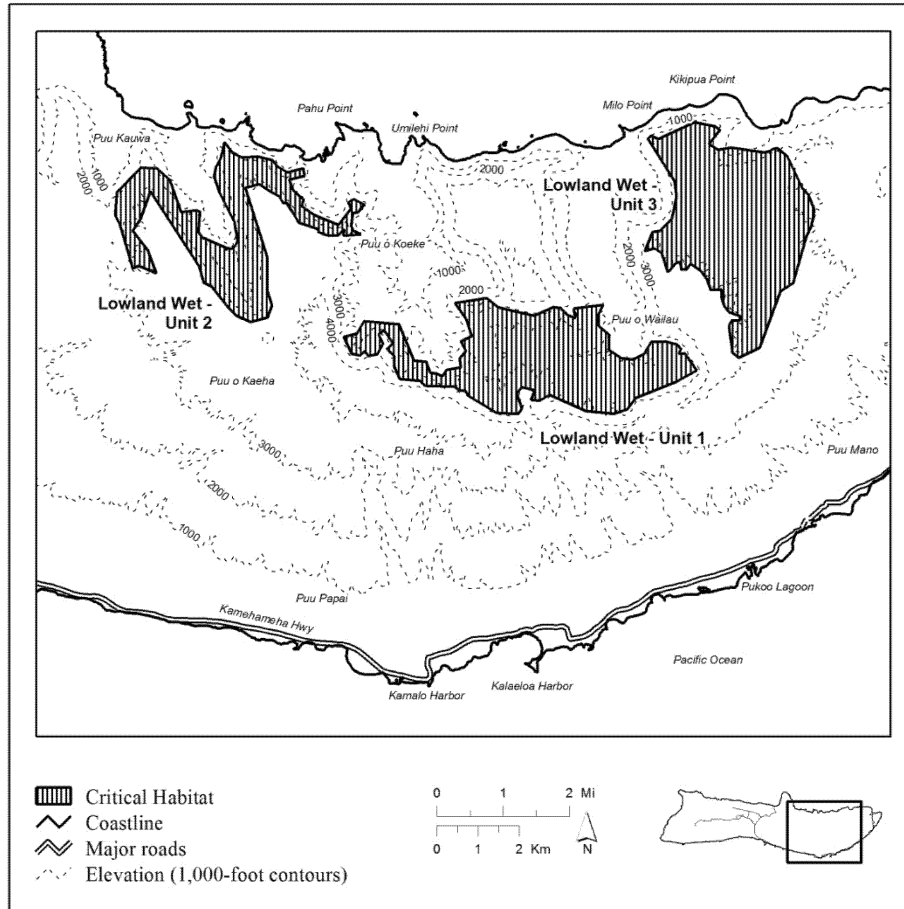 Kikipua Point
Pahu Point
Milo Point
Umilehi Point
1000
Puu Kauwa
1000
2000
2000
Lowland Wet -
Unit 3
Puu o Koeke
2000
3000
1000
2000
Lowland Wet -
Unit 2
3000
4000
Puu o Wailau
Puu o Kaeha
Lowland Wet - Unit 1
3000
Puu Haha
Puu Mano
2000
1000
Puu Papai
Pukoo Lagoon
Kamehameha Hwy
Pacific Ocean
Kamalo Harbor
Kalaeloa Harbor
Critical Habitat
Coastline
Major roads
Elevation (1,000-foot contours)
0 1 2 Mi
0 1 2 Km
N